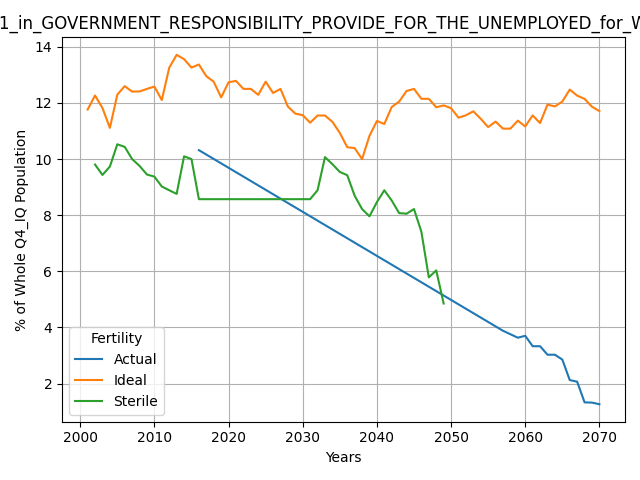 1_in_GOVERNMENT_RESPONSIBILITY_PROVIDE_FOR_THE_UNEMPLOYED_for_W
14
12
10
8
6
4
2
% of Whole Q4_IQ Population
Fertility
Actual
Ideal
Sterile
2000 2010 2020 2030 2040 2050 2060 2070
Years